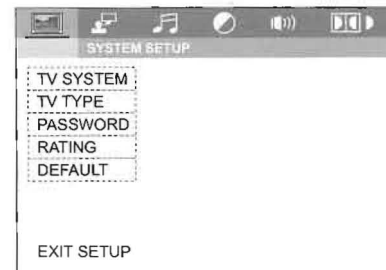 SYSTEM SETUP
TV SYSTEM
TV TYPE
PASSWORD
RATING
DEFAULT
EXIT SETUP